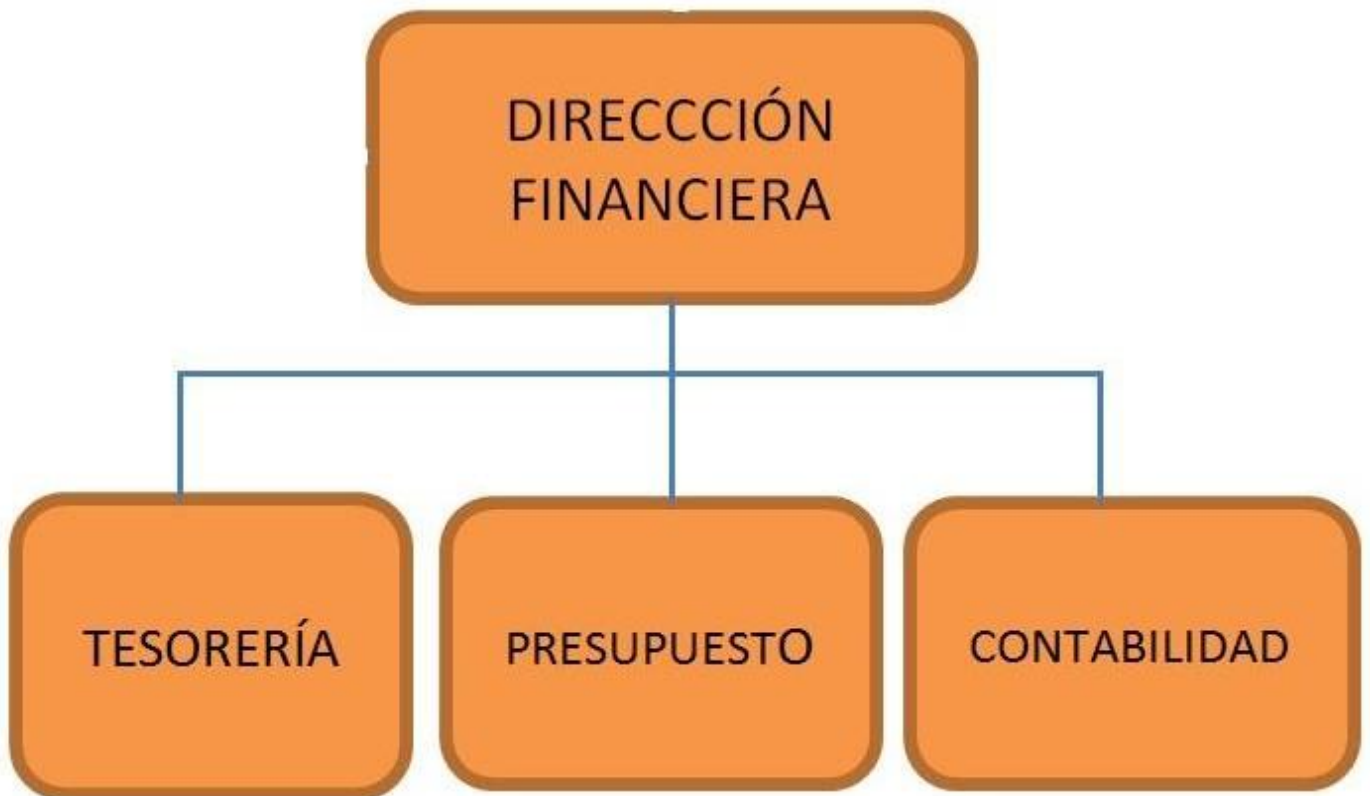 DIRECCCIÓN
FINANCIERA
TESORERÍA
PRESUPUESTO
CONTABILIDAD